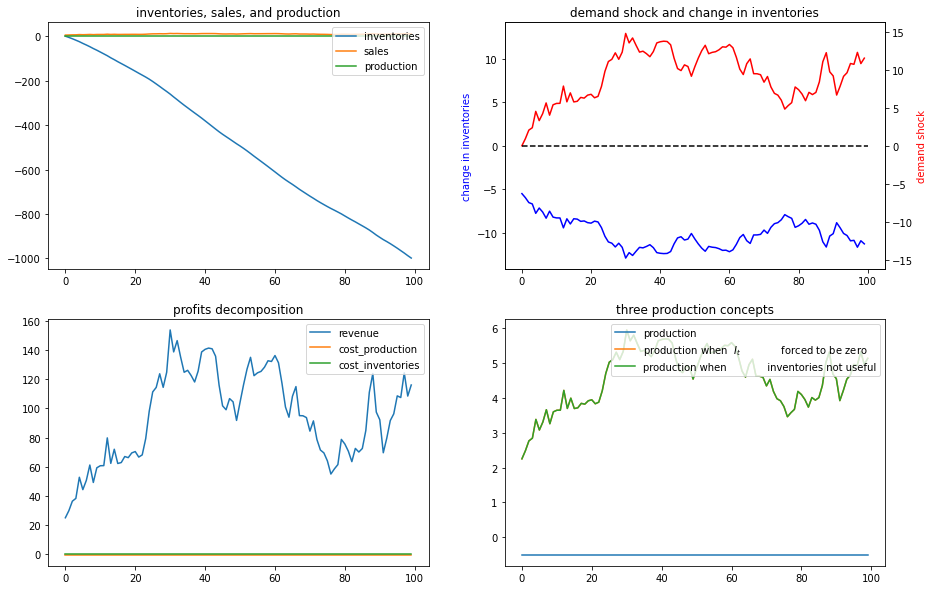 inventories, sales, and production
0
−200
−400
−600
−800
−1000
inventories
sales
production
0 20 40 60 80 100
demand shock and change in inventories
change in inventories
10
5
0
−5
−10
15
10
5
0
−5
−10
−15
demand shock
0 20 40 60 80 100
profits decomposition
160
140
120
100
80
60
40
20
0
revenue
cost_production
cost_inventories
0 20 40 60 80 100
three production concepts
6
5
4
3
2
1
0
production
production when I_t forced to be zero
production when inventories not useful
0 20 40 60 80 100